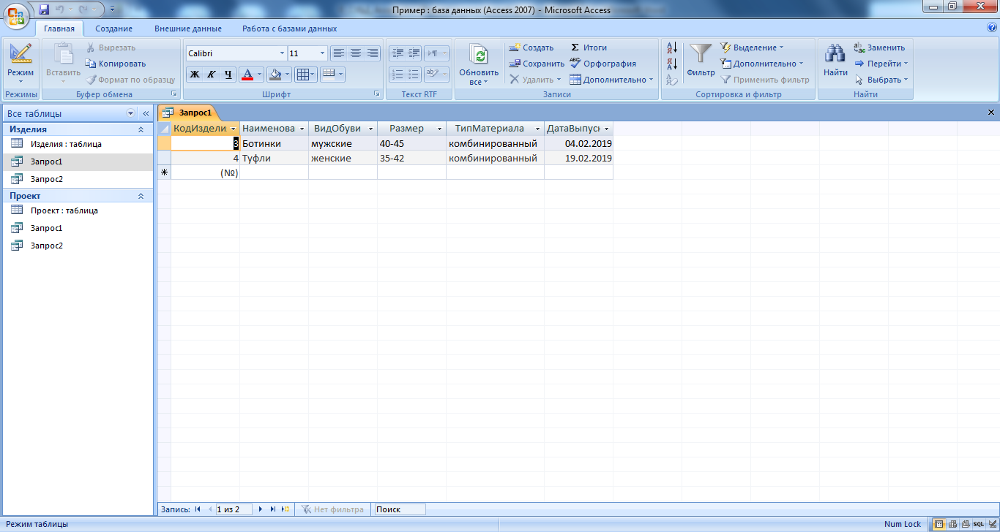 Пример : база данных (Access 2007) - Microsoft Access
Главная Создание Внешние данные Работа с базами данных
Режим
Режимы
Вставить
Вырезать
Копировать
Формат по образцу
Буфер обмена
Calibri 11
Ж К Ч А
Шрифт
Текст RTF
Обновить
все
Создать
Сохранить
Удалить
Итоги
Орфография
Дополнительно
Записи
Фильтр
Выделение
Дополнительно
Применить фильтр
Сортировка и фильтр
Найти
Заменить
Перейти
Выбрать
Найти
Все таблицы
Изделия
Изделия : таблица
Запрос1
Запрос2
Проект
Проект : таблица
Запрос1
Запрос2
Запрос1
КодИздели Наименова ВидОбуви Размер ТипМатериала ДатаВыпуск
3 Ботинки мужские 40-45 комбинированный 04.02.2019
4 Туфли женские 35-42 комбинированный 19.02.2019
(№)
Запись: 1 из 2 Нет фильтра Поиск
Режим таблицы Num Lock SQL